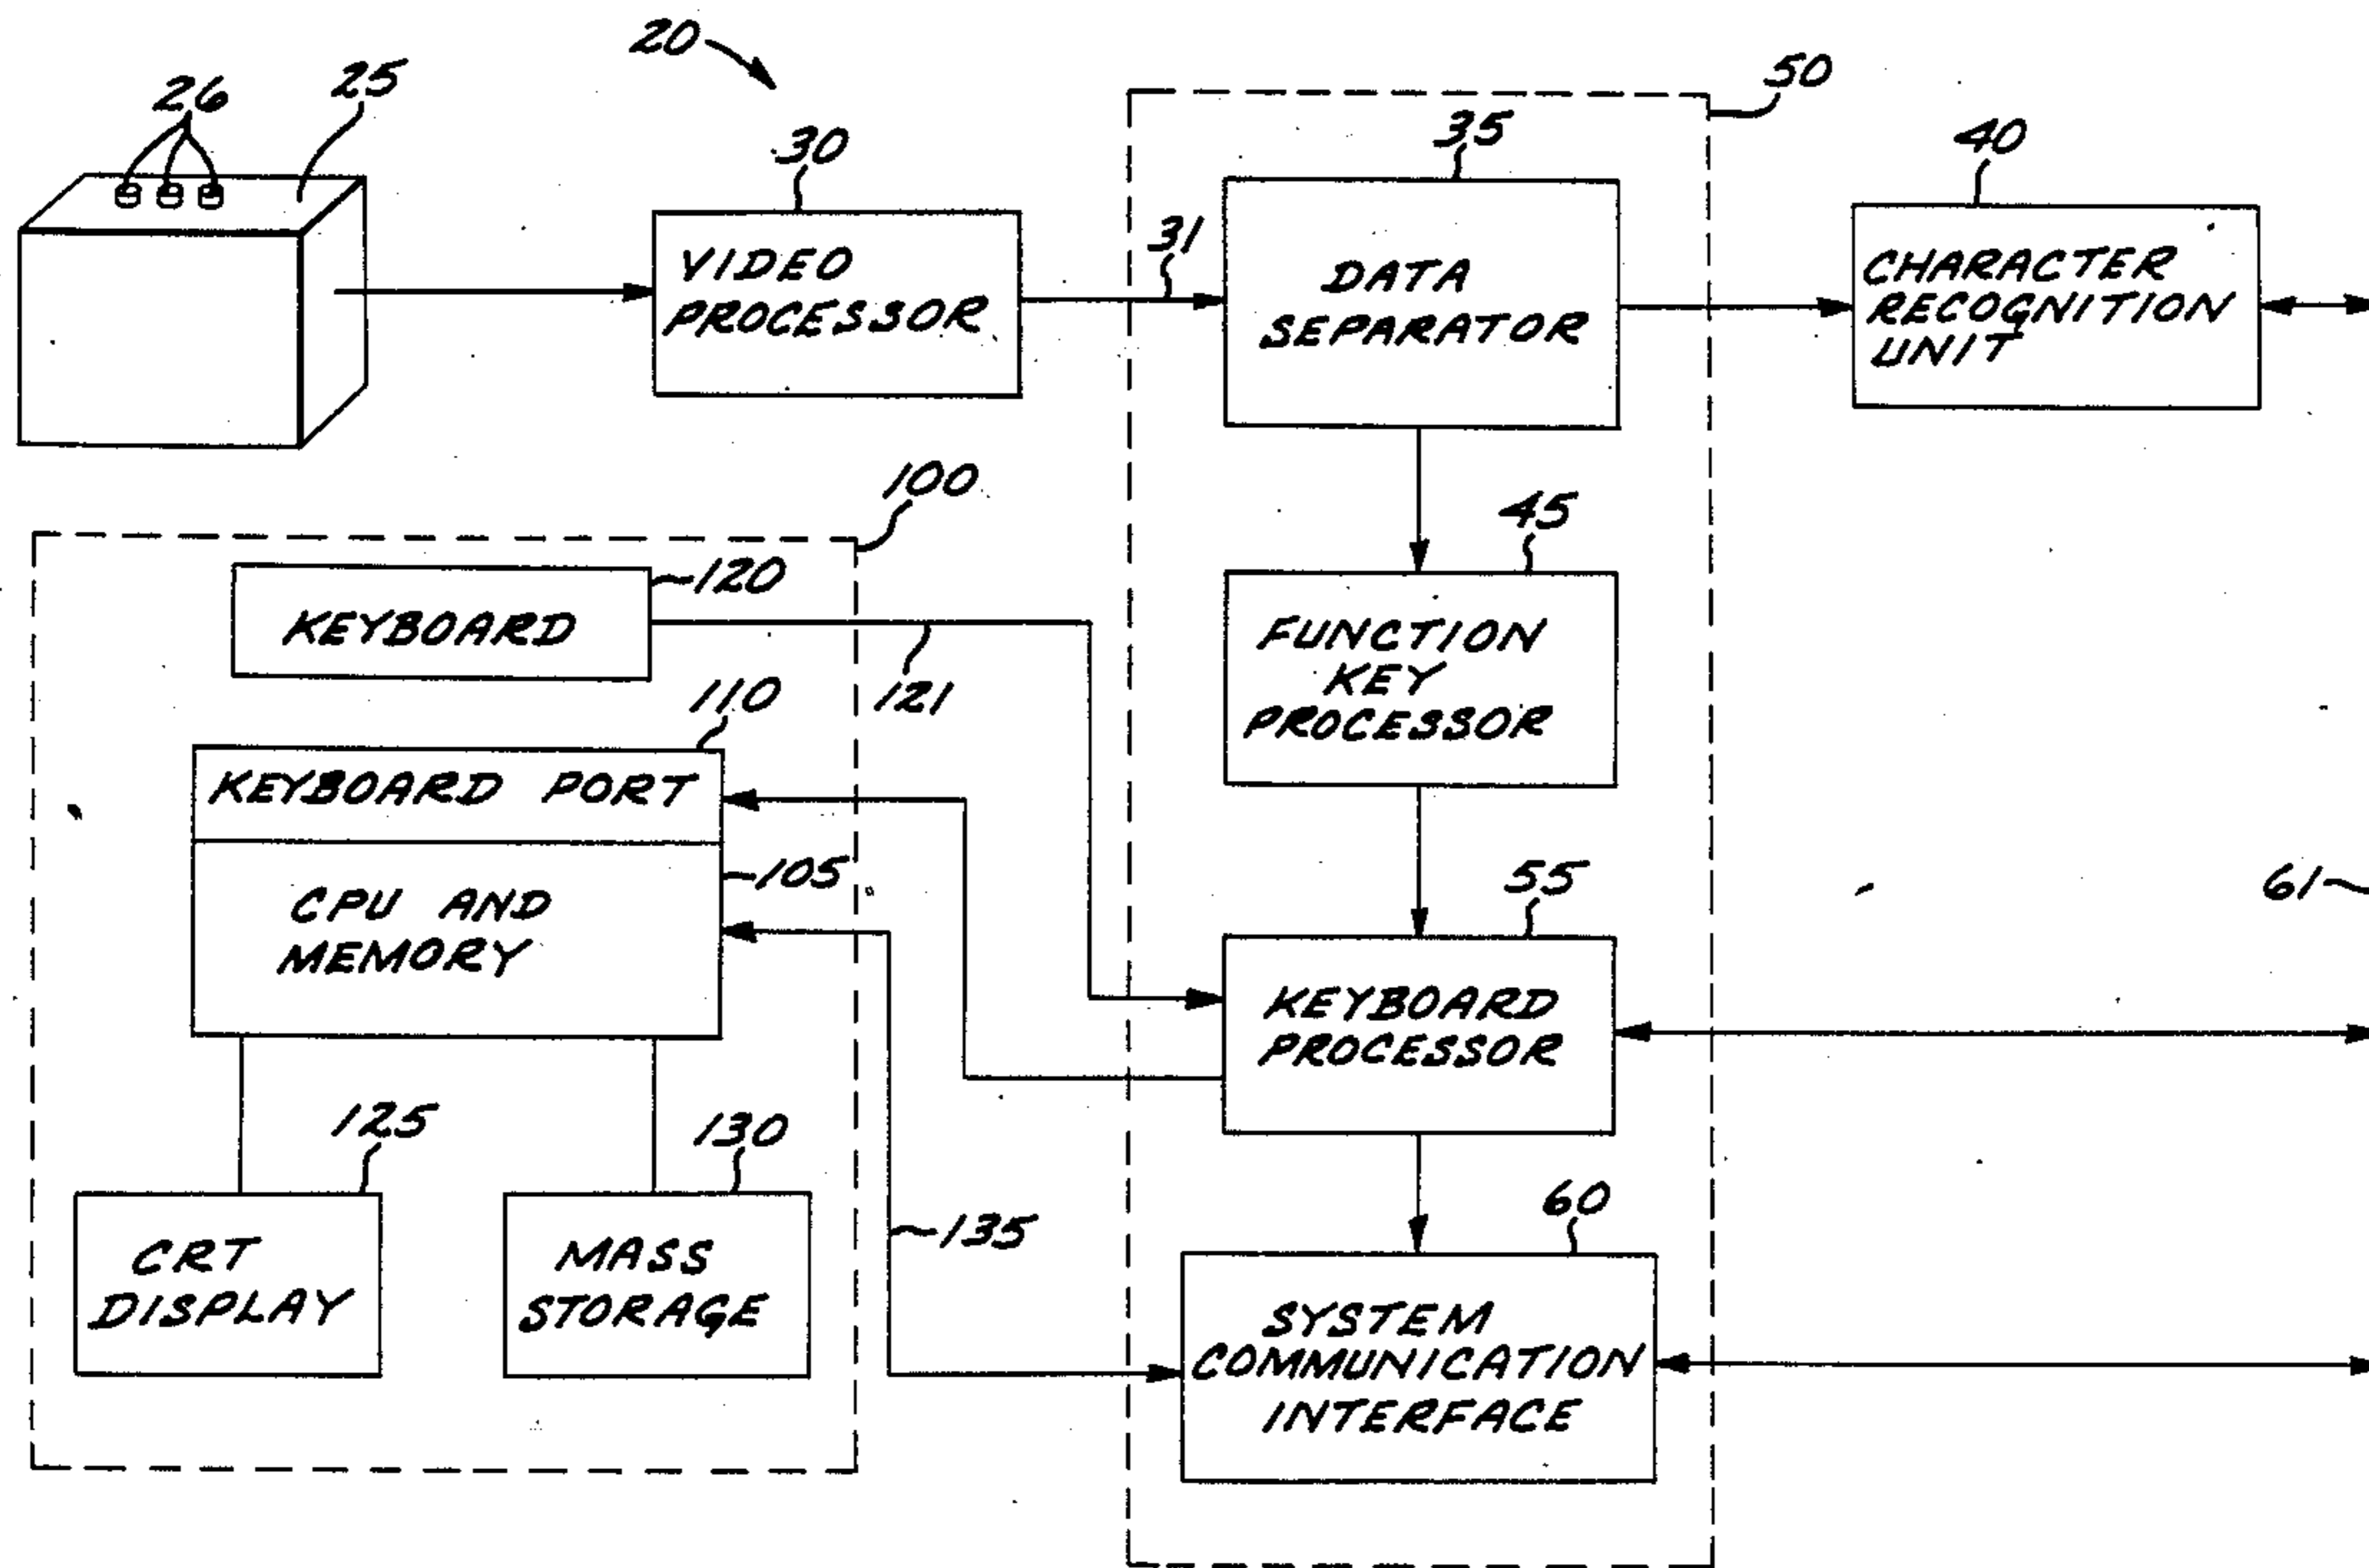 20
26
25
30
VIDEO
PROCESSOR
31
50
35
DATA
SEPARATOR
40
CHARACTER
RECOGNITION
UNIT
100
120
KEYBOARD
121
110
KEYBOARD PORT
105
CPU AND
MEMORY
125
CRT
DISPLAY
130
MASS
STORAGE
135
45
FUNCTION
KEY
PROCESSOR
55
KEYBOARD
PROCESSOR
61
60
SYSTEM
COMMUNICATION
INTERFACE